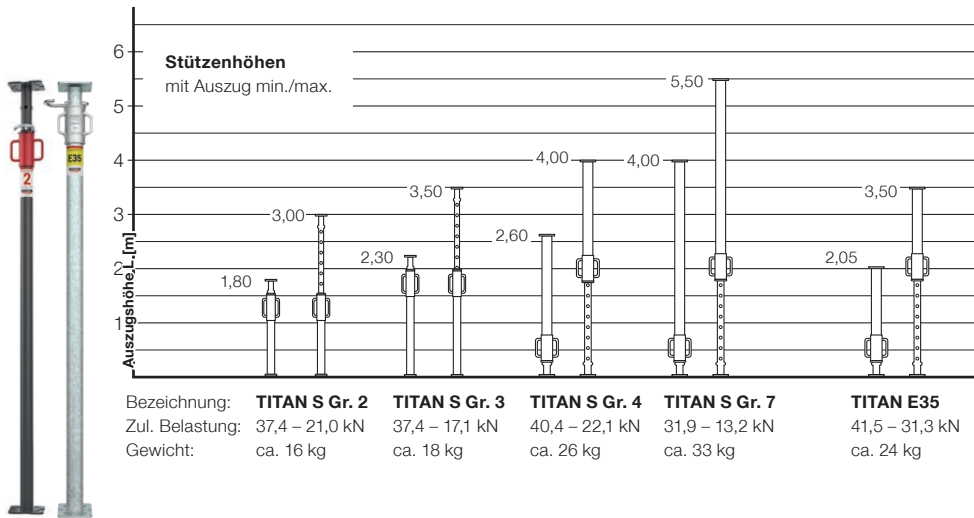 Stützenhöhen
mit Auszug min./max.
Auszugshöhe L [m]
6
5
4
3
2
1
1,80
3,00
2,30
3,50
2,60
4,00
4,00
5,50
2,05
3,50
2
E35
Bezeichnung: TITAN S Gr. 2 TITAN S Gr. 3 TITAN S Gr. 4 TITAN S Gr. 7 TITAN E35
Zul. Belastung: 37,4 – 21,0 kN 37,4 – 17,1 kN 40,4 – 22,1 kN 31,9 – 13,2 kN 41,5 – 31,3 kN
Gewicht: ca. 16 kg ca. 18 kg ca. 26 kg ca. 33 kg ca. 24 kg